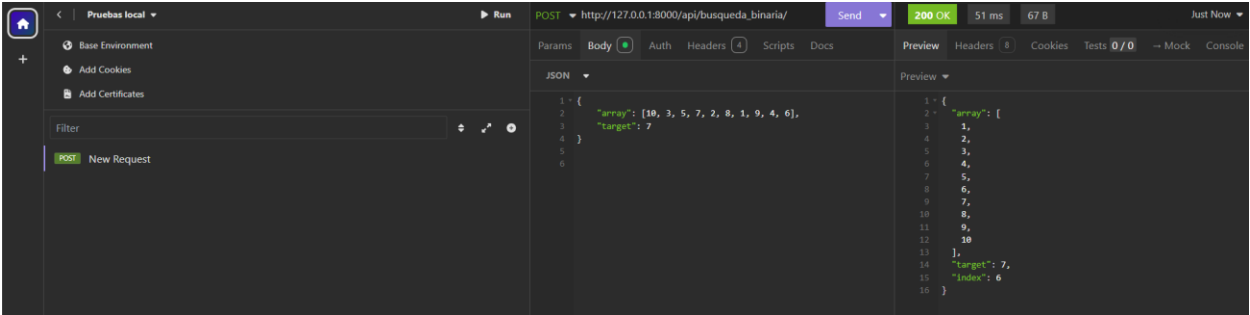 Pruebas local
Run
Base Environment
Add Cookies
Add Certificates
Filter
POST New Request
POST http://127.0.0.1:8000/api/busqueda_binaria/ Send
Params Body Auth Headers 4 Scripts Docs
JSON
1 {
2 "array": [10, 3, 5, 7, 2, 8, 1, 9, 4, 6],
3 "target": 7
4 }
5
6
200 OK 51 ms 67 B Just Now
Preview Headers 8 Cookies Tests 0 / 0 → Mock Console
Preview
1 {
2 "array": [
3 1,
4 2,
5 3,
6 4,
7 5,
8 6,
9 7,
10 8,
11 9,
12 10
13 ],
14 "target": 7,
15 "index": 6
16 }